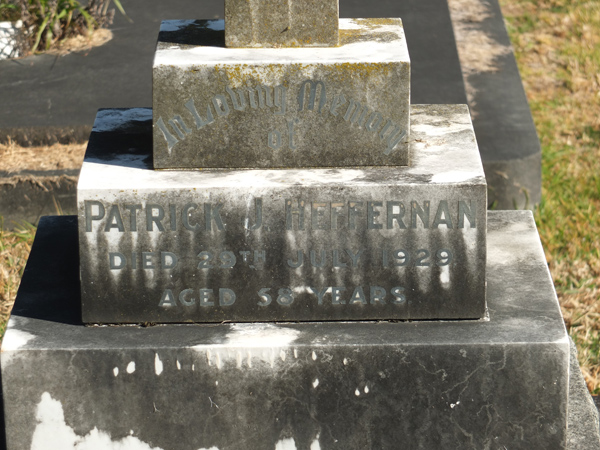 In Loving Memory
of
PATRICK J. HEFFERNAN
DIED 29TH JULY 1929
AGED 58 YEARS